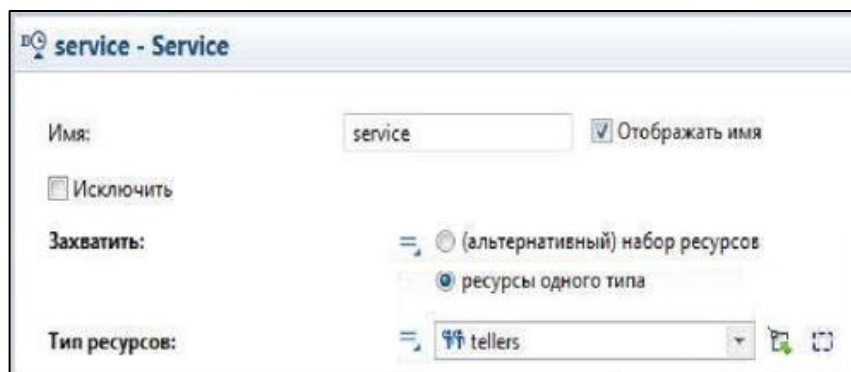 service - Service
Имя: service Отображать имя
Исключить
Захватить: (альтернативный) набор ресурсов
ресурсы одного типа
Тип ресурсов: tellers